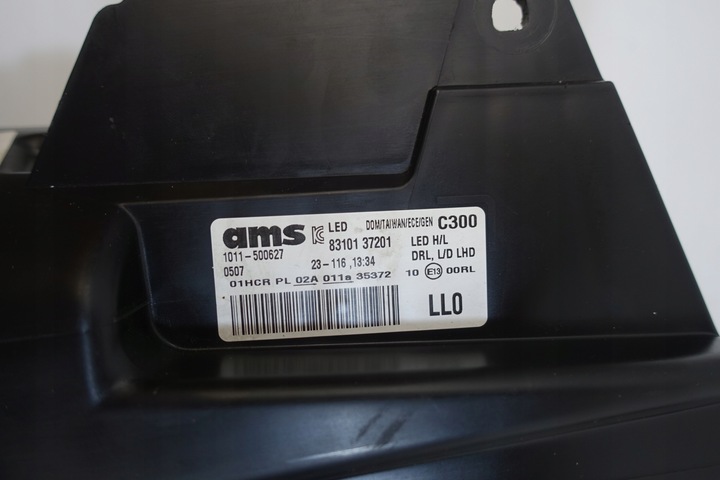 ams LED DOM/TAIWAN/ECE/GEN C300
1011-500627 83101 37201 LED H/L
0507 23-116 ,13:34 DRL, L/D LHD
01HCR PL 02A 011a 35372 10 E13 00RL
LL0